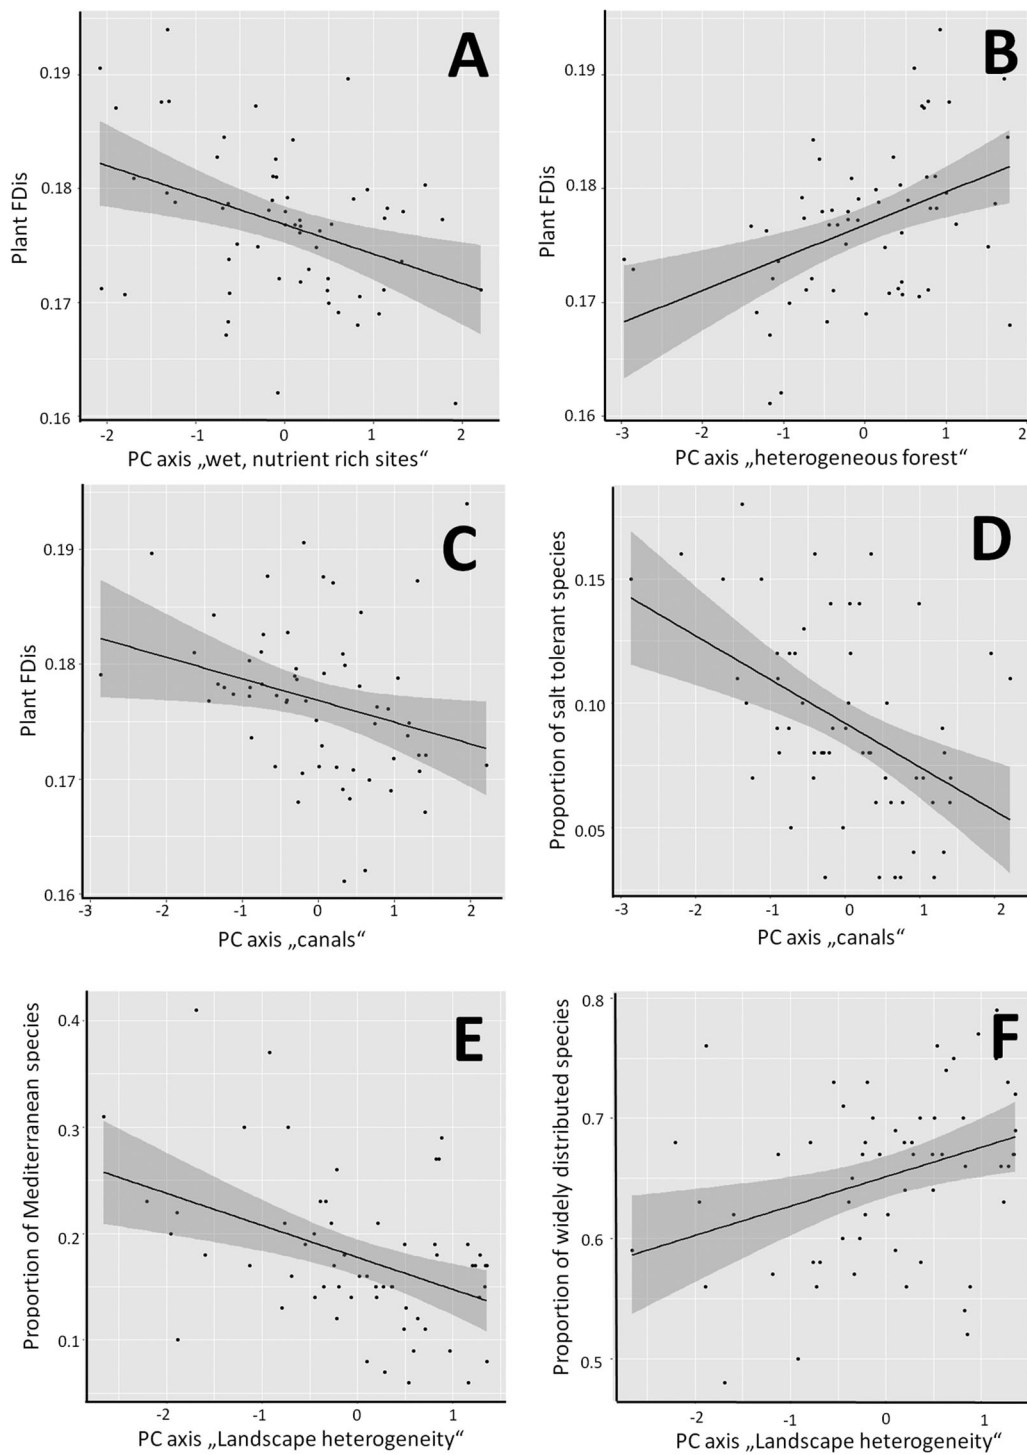 A
Plant FDis
0.19
0.18
0.17
0.16
-2 -1 0 1 2
PC axis „wet, nutrient rich sites“
B
Plant FDis
0.19
0.18
0.17
0.16
-3 -2 -1 0 1 2
PC axis „heterogeneous forest“
C
Plant FDis
0.19
0.18
0.17
0.16
-3 -2 -1 0 1 2
PC axis „canals“
D
Proportion of salt tolerant species
0.15
0.10
0.05
-3 -2 -1 0 1 2
PC axis „canals“
E
Proportion of Mediterranean species
0.4
0.3
0.2
0.1
-2 -1 0 1
PC axis „Landscape heterogeneity“
F
Proportion of widely distributed species
0.8
0.7
0.6
0.5
-2 -1 0 1
PC axis „Landscape heterogeneity“